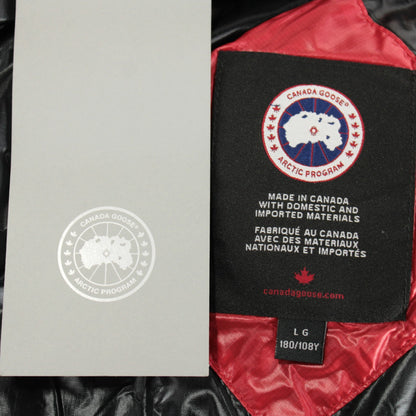 CANADA GOOSE®
ARCTIC PROGRAM
CANADA GOOSE®
ARCTIC PROGRAM
MADE IN CANADA
WITH DOMESTIC AND
IMPORTED MATERIALS
FABRIQUÉ AU CANADA
AVEC DES MATÉRIAUX
NATIONAUX ET IMPORTÉS
canadagoose.com
L G
180/108Y